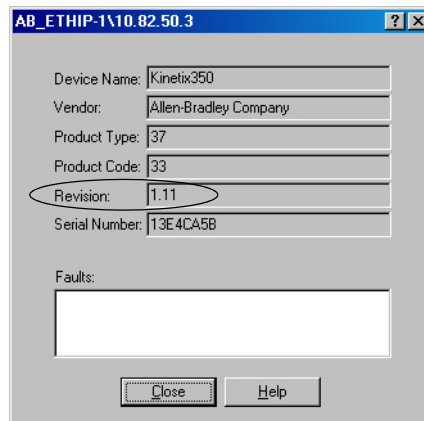 AB_ETHIP-1\10.82.50.3
Device Name: Kinetix350
Vendor: Allen-Bradley Company
Product Type: 37
Product Code: 33
Revision: 1.11
Serial Number: 13E4CA5B
Faults:
Close Help